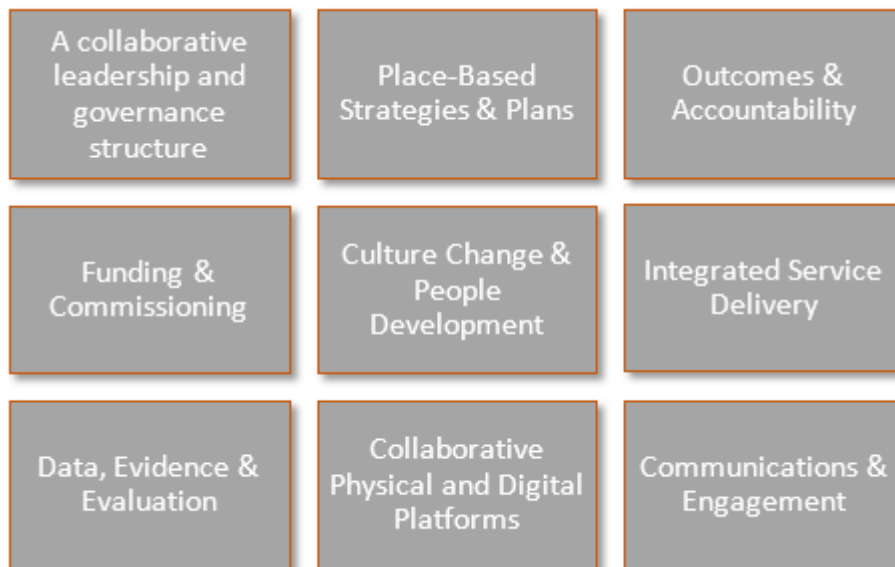 A collaborative
leadership and
governance
structure
Place-Based
Strategies & Plans
Outcomes &
Accountability
Funding &
Commissioning
Culture Change &
People
Development
Integrated Service
Delivery
Data, Evidence &
Evaluation
Collaborative
Physical and Digital
Platforms
Communications &
Engagement